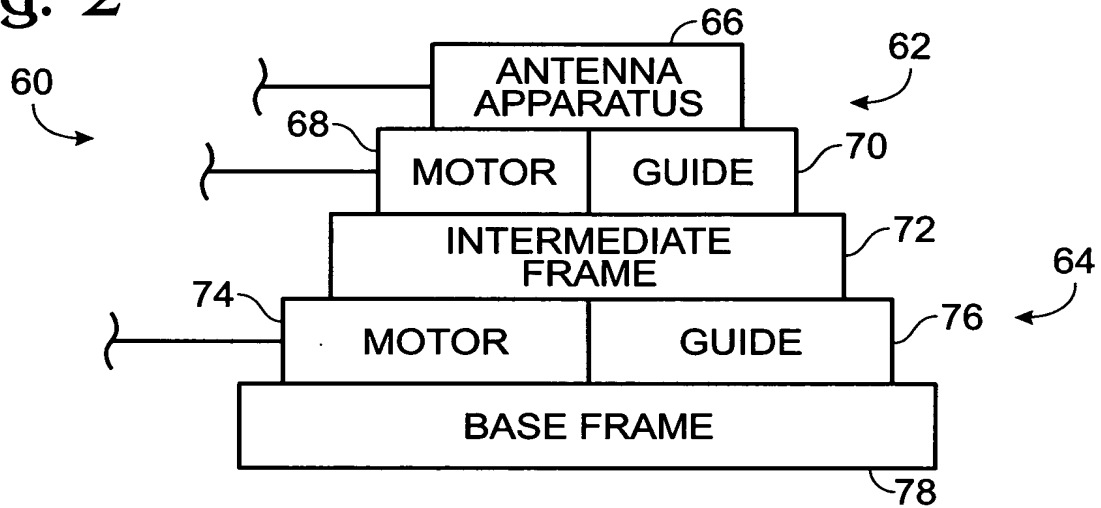 g. 2
66
ANTENNA
APPARATUS
62
60
68
MOTOR
GUIDE
70
INTERMEDIATE
FRAME
72
64
74
MOTOR
GUIDE
76
BASE FRAME
78